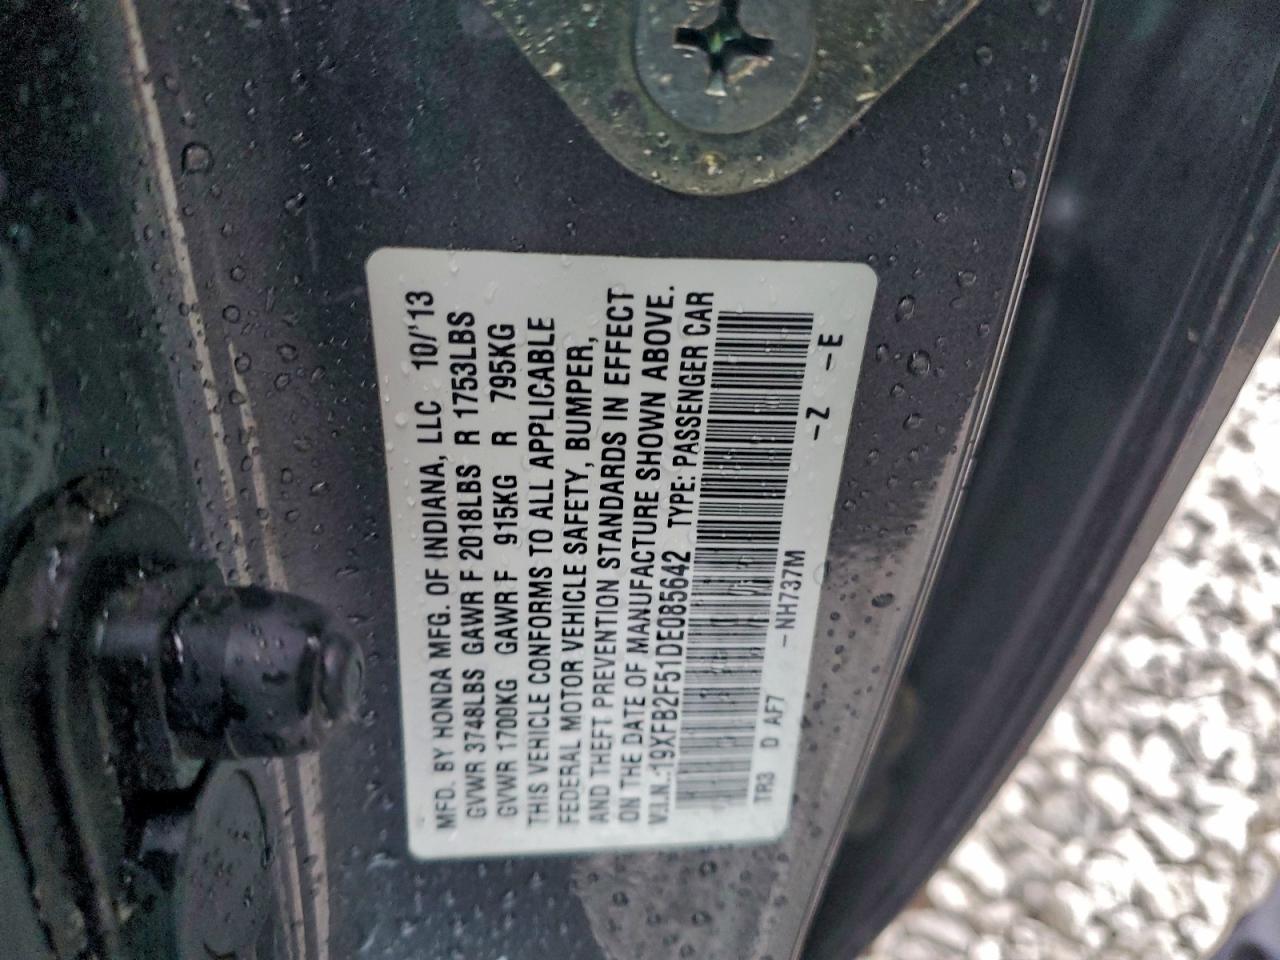 MFD. BY HONDA MFG. OF INDIANA, LLC 10/'13
GVWR 3748LBS GAWR F 2018LBS R 1753LBS
GVWR 1700KG GAWR F 915KG R 795KG
THIS VEHICLE CONFORMS TO ALL APPLICABLE
FEDERAL MOTOR VEHICLE SAFETY, BUMPER,
AND THEFT PREVENTION STANDARDS IN EFFECT
ON THE DATE OF MANUFACTURE SHOWN ABOVE.
V.I.N.:19XFB2F51DE085642 TYPE: PASSENGER CAR
TR3 D AF7 -NH737M -Z -E